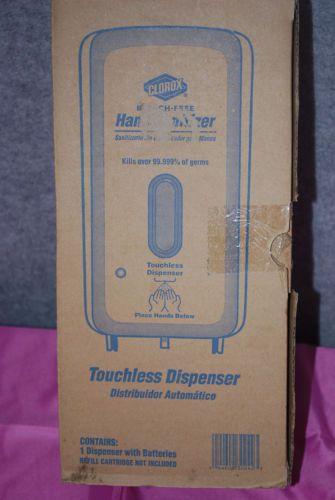 CLOROX
Touchless
Dispenser
Kills over 99.999% of germs
Place Hands Below
Touchless Dispenser
Distribuidor Automático
CONTAINS:
1 Dispenser with Batteries
REFILL CARTRIDGE NOT INCLUDED